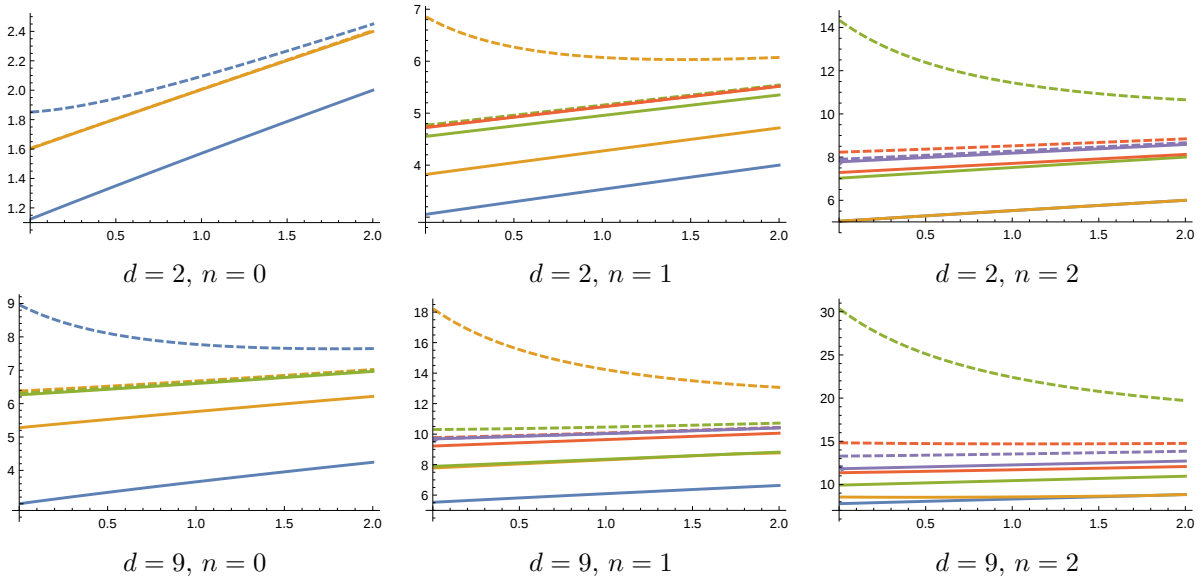 2.4
2.2
2.0
1.8
1.6
1.4
1.2
0.5 1.0 1.5 2.0
d = 2, n = 0
7
6
5
4
0.5 1.0 1.5 2.0
d = 2, n = 1
14
12
10
8
6
0.5 1.0 1.5 2.0
d = 2, n = 2
9
8
7
6
5
4
0.5 1.0 1.5 2.0
d = 9, n = 0
18
16
14
12
10
8
6
0.5 1.0 1.5 2.0
d = 9, n = 1
30
25
20
15
10
0.5 1.0 1.5 2.0
d = 9, n = 2